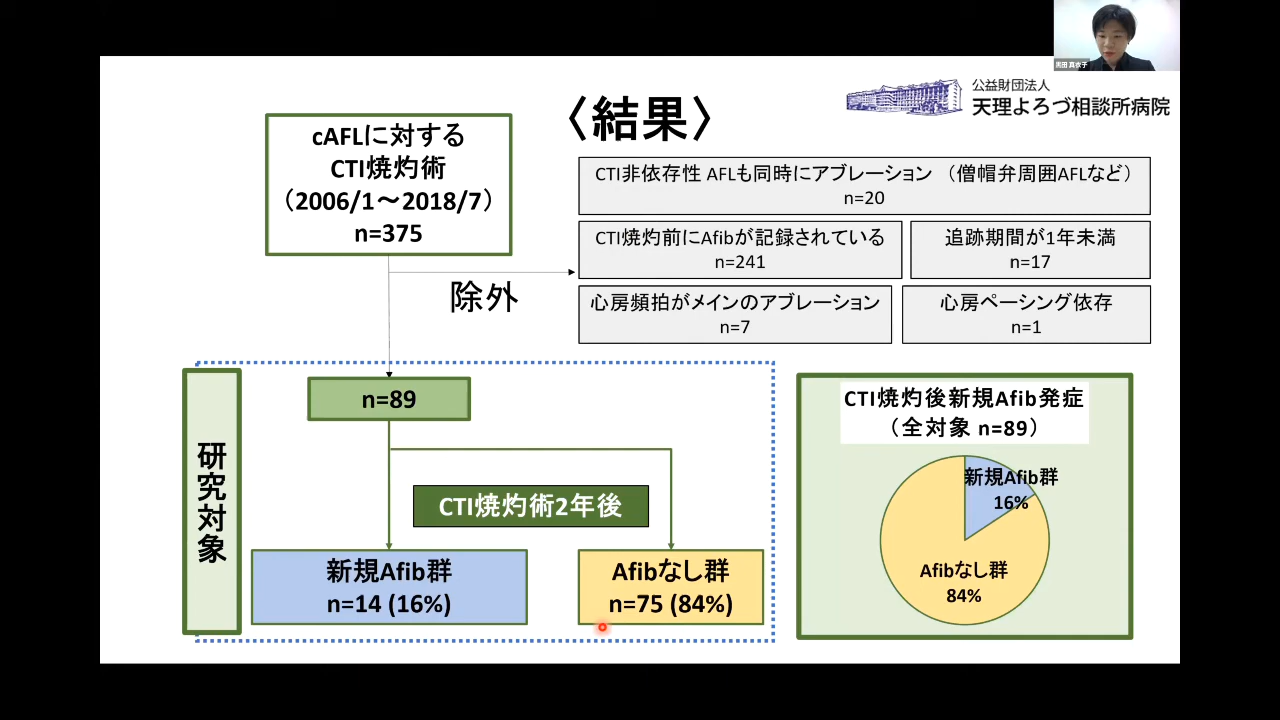 黒田 真衣子
公益財団法人
天理よろづ相談所病院
〈結果〉
cAFLに対する
CTI焼灼術
（2006/1～2018/7）
n=375
除外
CTI非依存性 AFLも同時にアブレーション （僧帽弁周囲AFLなど）
n=20
CTI焼灼前にAfibが記録されている
n=241
追跡期間が1年未満
n=17
心房頻拍がメインのアブレーション
n=7
心房ペーシング依存
n=1
研究対象
n=89
CTI焼灼術2年後
新規Afib群
n=14 (16%)
Afibなし群
n=75 (84%)
CTI焼灼後新規Afib発症
（全対象 n=89）
新規Afib群
16%
Afibなし群
84%